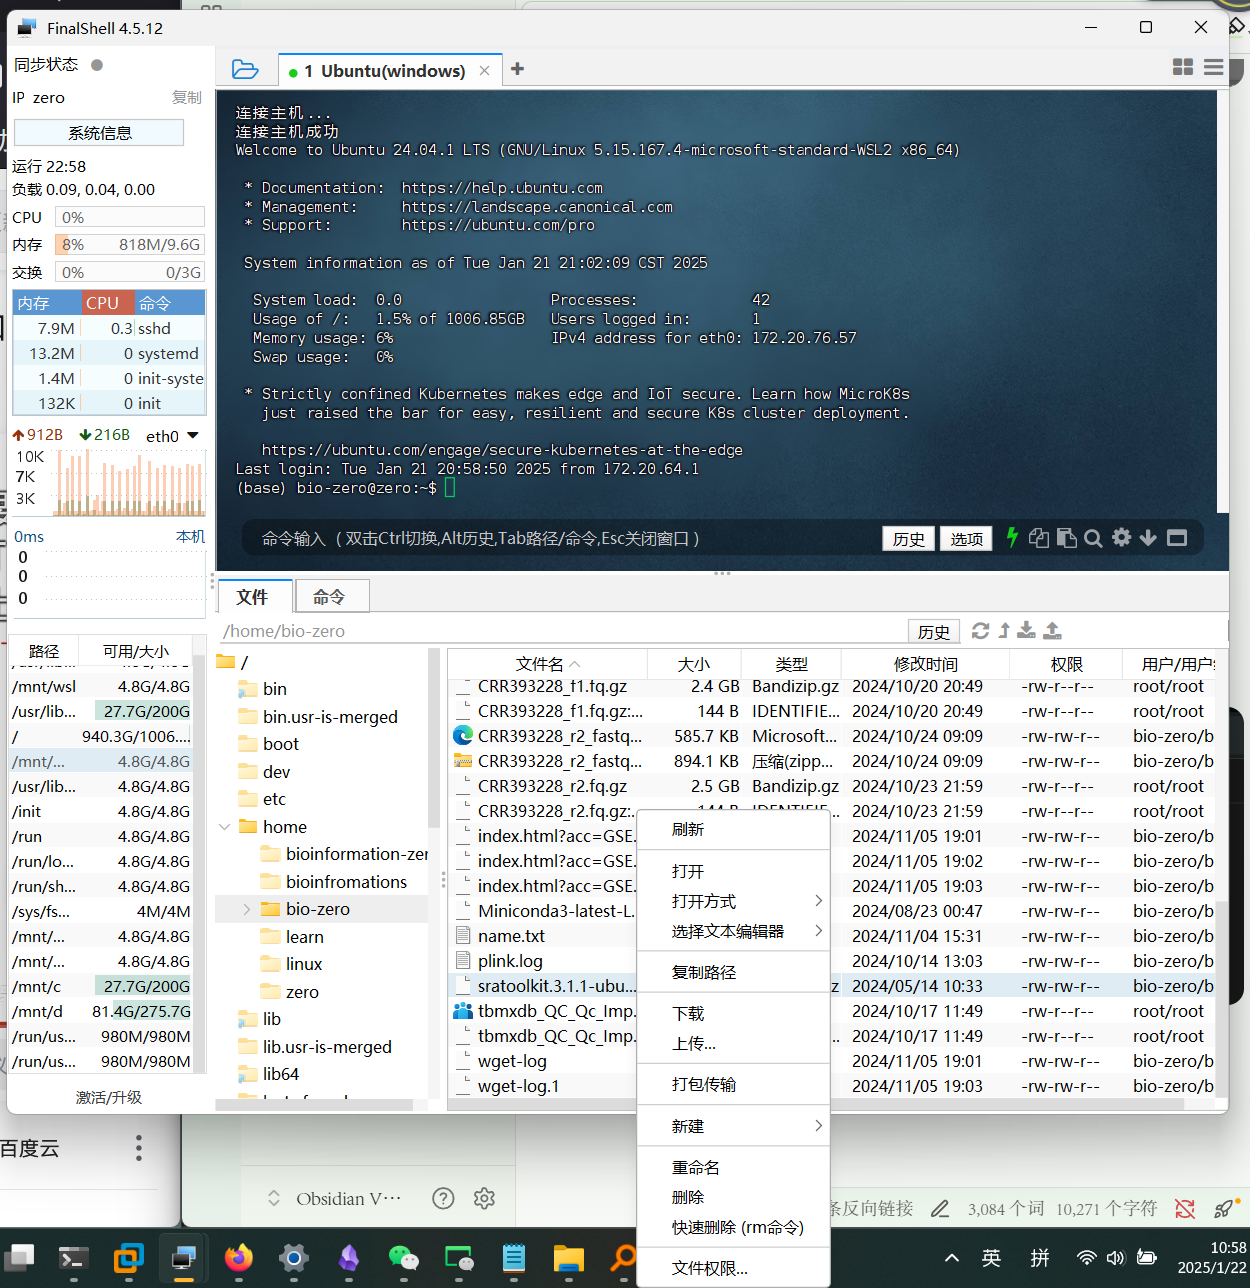 FinalShell 4.5.12
同步状态
IP zero 复制
系统信息
运行 22:58
负载 0.09, 0.04, 0.00
CPU 0%
内存 8% 818M/9.6G
交换 0% 0/3G
内存 CPU 命令
7.9M 0.3 sshd
13.2M 0 systemd
1.4M 0 init-syste
132K 0 init
912B 216B eth0
10K
7K
3K
0ms 本机
0
0
0
路径 可用/大小
/mnt/wsl 4.8G/4.8G
/usr/lib... 27.7G/200G
/ 940.3G/1006....
/mnt/... 4.8G/4.8G
/usr/lib... 4.8G/4.8G
/init 4.8G/4.8G
/run 4.8G/4.8G
/run/lo... 4.8G/4.8G
/run/sh... 4.8G/4.8G
/sys/fs... 4M/4M
/mnt/... 4.8G/4.8G
/mnt/... 4.8G/4.8G
/mnt/c 27.7G/200G
/mnt/d 81.4G/275.7G
/run/us... 980M/980M
/run/us... 980M/980M
激活/升级
1 Ubuntu(windows)
连接主机...
连接主机成功
Welcome to Ubuntu 24.04.1 LTS (GNU/Linux 5.15.167.4-microsoft-standard-WSL2 x86_64)
* Documentation: https://help.ubuntu.com
* Management: https://landscape.canonical.com
* Support: https://ubuntu.com/pro
System information as of Tue Jan 21 21:02:09 CST 2025
System load: 0.0 Processes: 42
Usage of /: 1.5% of 1006.85GB Users logged in: 1
Memory usage: 6% IPv4 address for eth0: 172.20.76.57
Swap usage: 0%
* Strictly confined Kubernetes makes edge and IoT secure. Learn how MicroK8s
just raised the bar for easy, resilient and secure K8s cluster deployment.
https://ubuntu.com/engage/secure-kubernetes-at-the-edge
Last login: Tue Jan 21 20:58:50 2025 from 172.20.64.1
(base) bio-zero@zero:~$
命令输入 (双击Ctrl切换,Alt历史,Tab路径/命令,Esc关闭窗口) 历史 选项
文件 命令
/home/bio-zero 历史
/
bin
bin.usr-is-merged
boot
dev
etc
home
bioinformation-zer
bioinfromations
bio-zero
learn
linux
zero
lib
lib.usr-is-merged
lib64
文件名 大小 类型 修改时间 权限 用户/用户
CRR393228_f1.fq.gz 2.4 GB Bandizip.gz 2024/10/20 20:49 -rw-r--r-- root/root
CRR393228_f1.fq.gz:... 144 B IDENTIFIE... 2024/10/20 20:49 -rw-r--r-- root/root
CRR393228_r2_fastq... 585.7 KB Microsoft... 2024/10/24 09:09 -rw-rw-r-- bio-zero/b
CRR393228_r2_fastq... 894.1 KB 压缩(zipp... 2024/10/24 09:09 -rw-rw-r-- bio-zero/b
CRR393228_r2.fq.gz 2.5 GB Bandizip.gz 2024/10/23 21:59 -rw-r--r-- root/root
CRR393228_r2.fq.gz:... 144 B IDENTIFIE... 2024/10/23 21:59 -rw-r--r-- root/root
index.html?acc=GSE. 2024/11/05 19:01 -rw-rw-r-- bio-zero/b
index.html?acc=GSE. 2024/11/05 19:02 -rw-rw-r-- bio-zero/b
index.html?acc=GSE. 2024/11/05 19:03 -rw-rw-r-- bio-zero/b
Miniconda3-latest-L. 2024/08/23 00:47 -rw-rw-r-- bio-zero/b
name.txt 2024/11/04 15:31 -rw-rw-r-- bio-zero/b
plink.log 2024/10/14 13:03 -rw-rw-r-- bio-zero/b
sratoolkit.3.1.1-ubu... z 2024/05/14 10:33 -rw-rw-r-- bio-zero/b
tbmxdb_QC_Qc_Imp. 2024/10/17 11:49 -rw-r--r-- root/root
tbmxdb_QC_Qc_Imp. 2024/10/17 11:49 -rw-r--r-- root/root
wget-log 2024/11/05 19:01 -rw-rw-r-- bio-zero/b
wget-log.1 2024/11/05 19:03 -rw-rw-r-- bio-zero/b
刷新
打开
打开方式
选择文本编辑器
复制路径
下载
上传...
打包传输
新建
重命名
删除
快速删除 (rm命令)
文件权限...
百度云
Obsidian V···
条反向链接 3,084 个词 10,271 个字符
英 拼 10:58
2025/1/22